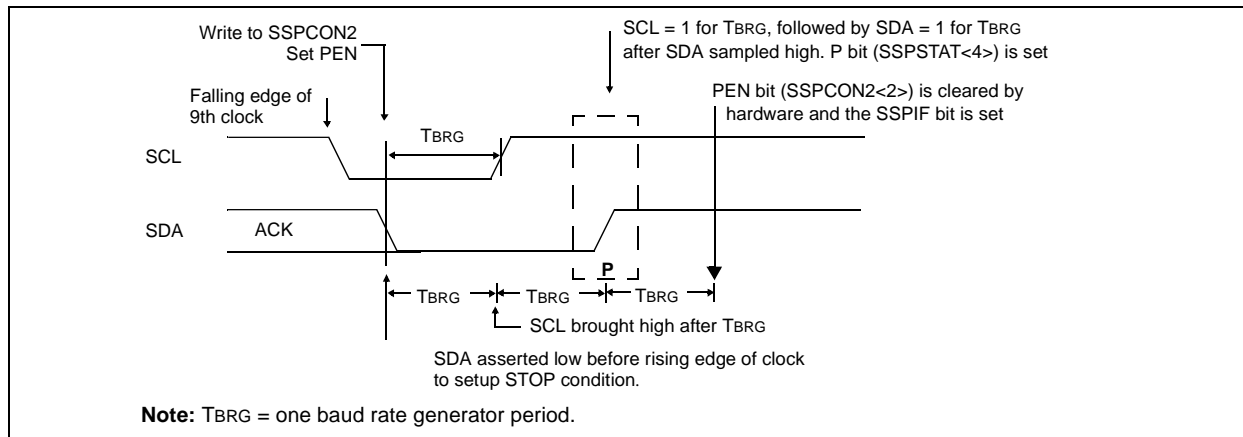 Write to SSPCON2
Set PEN
SCL = 1 for TBRG, followed by SDA = 1 for TBRG
after SDA sampled high. P bit (SSPSTAT<4>) is set
Falling edge of
9th clock
PEN bit (SSPCON2<2>) is cleared by
hardware and the SSPIF bit is set
TBRG
SCL
SDA
ACK
P
TBRG
TBRG
TBRG
SCL brought high after TBRG
SDA asserted low before rising edge of clock
to setup STOP condition.
Note: TBRG = one baud rate generator period.